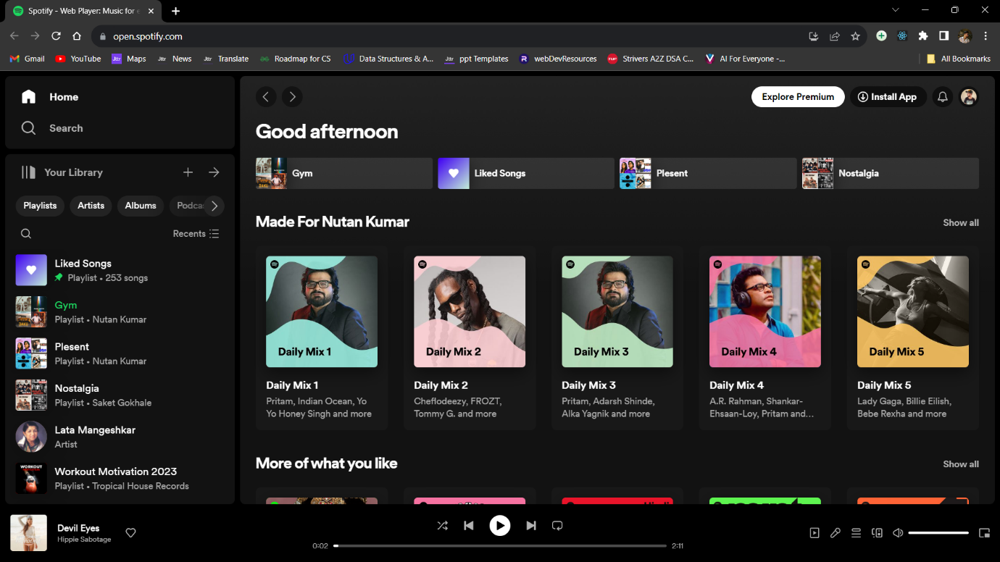 Spotify - Web Player: Music for e
open.spotify.com
Gmail
YouTube
Maps
News
Translate
Roadmap for CS
Data Structures & A...
ppt Templates
webDevResources
Strivers A2Z DSA C...
AI For Everyone -...
All Bookmarks
Home
Search
Your Library
Playlists
Artists
Albums
Podca
Recents
Liked Songs
Playlist • 253 songs
Gym
Playlist • Nutan Kumar
Plesent
Playlist • Nutan Kumar
Nostalgia
Playlist • Saket Gokhale
Lata Mangeshkar
Artist
WORKOUT
Workout Motivation 2023
Playlist • Tropical House Records
Explore Premium
Install App
Good afternoon
Gym
Liked Songs
Plesent
Nostalgia
Made For Nutan Kumar
Show all
Daily Mix 1
Daily Mix 1
Pritam, Indian Ocean, Yo
Yo Honey Singh and more
Daily Mix 2
Daily Mix 2
Cheflodeezy, FROZT,
Tommy G. and more
Daily Mix 3
Daily Mix 3
Pritam, Adarsh Shinde,
Alka Yagnik and more
Daily Mix 4
Daily Mix 4
A.R. Rahman, Shankar-
Ehsaan-Loy, Pritam and...
Daily Mix 5
Daily Mix 5
Lady Gaga, Billie Eilish,
Bebe Rexha and more
More of what you like
Show all
Devil Eyes
Hippie Sabotage
0:02
2:11